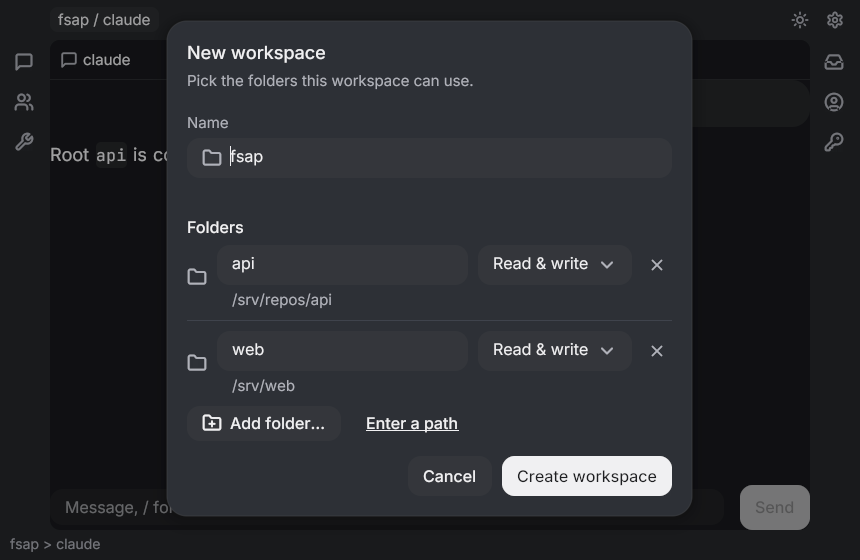 fsap / claude
claude
Root api is co
New workspace
Pick the folders this workspace can use.
Name
fsap
Folders
api
Read & write
/srv/repos/api
web
Read & write
/srv/web
Add folder...
Enter a path
Cancel
Create workspace
Message, / for
Send
fsap > claude